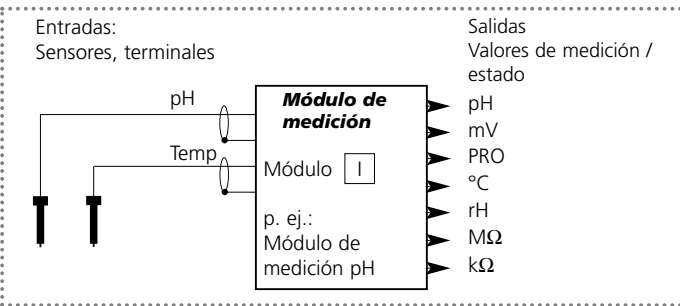 Entradas:
Sensores, terminales
Salidas
Valores de medición /
estado
pH
Temp
Módulo de
medición
Módulo I
p. ej.:
Módulo de
medición pH
pH
mV
PRO
°C
rH
MΩ
kΩ